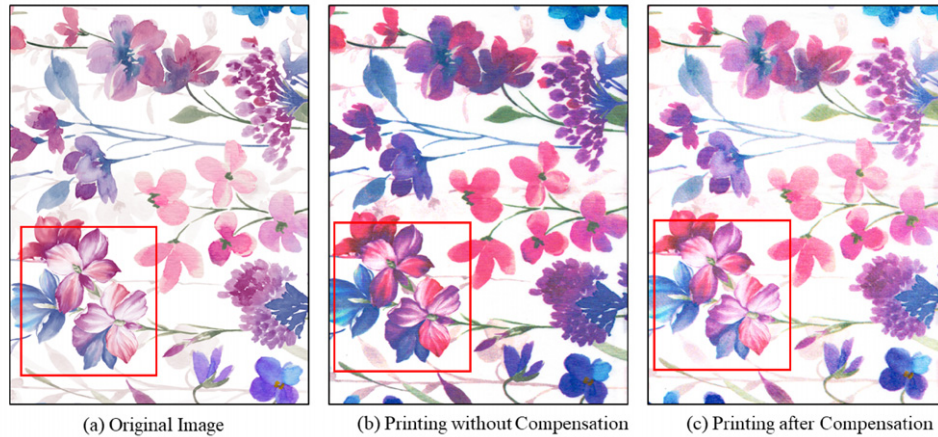 (a) Original Image
(b) Printing without Compensation
(c) Printing after Compensation